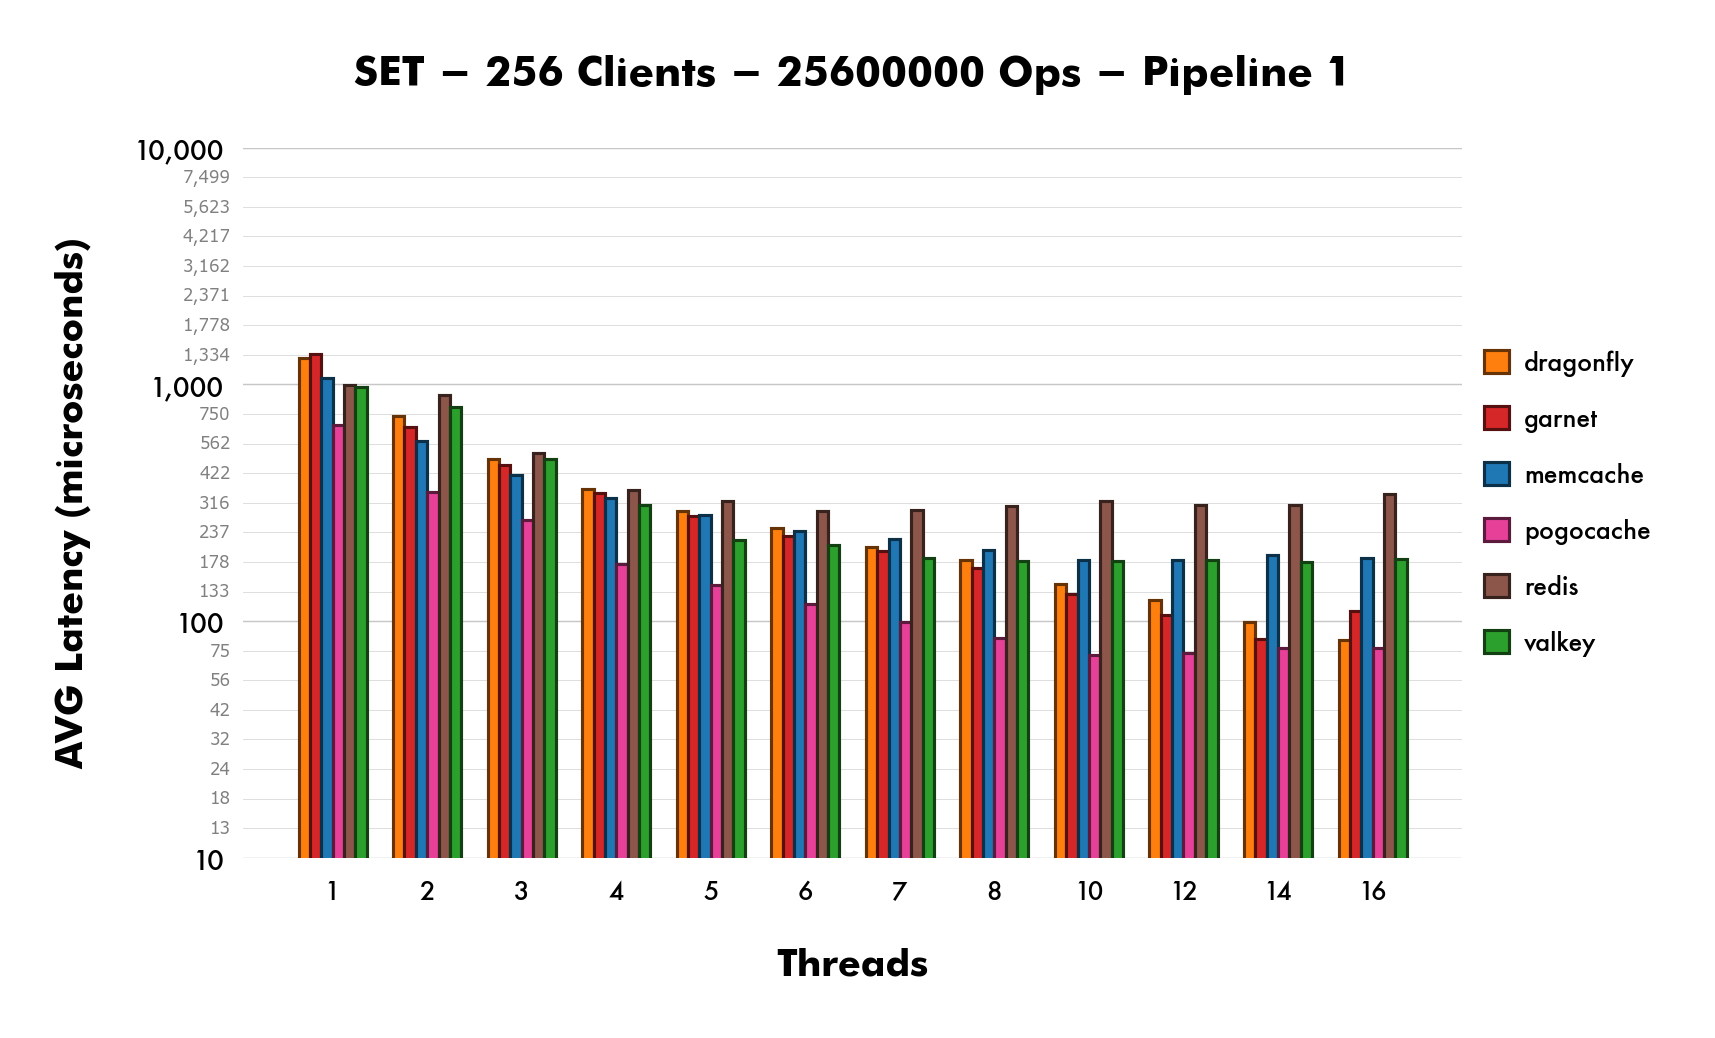 SET – 256 Clients – 25600000 Ops – Pipeline 1
AVG Latency (microseconds)
10,000
7,499
5,623
4,217
3,162
2,371
1,778
1,334
1,000
750
562
422
316
237
178
133
100
75
56
42
32
24
18
13
10
1 2 3 4 5 6 7 8 10 12 14 16
Threads
dragonfly
garnet
memcache
pogocache
redis
valkey